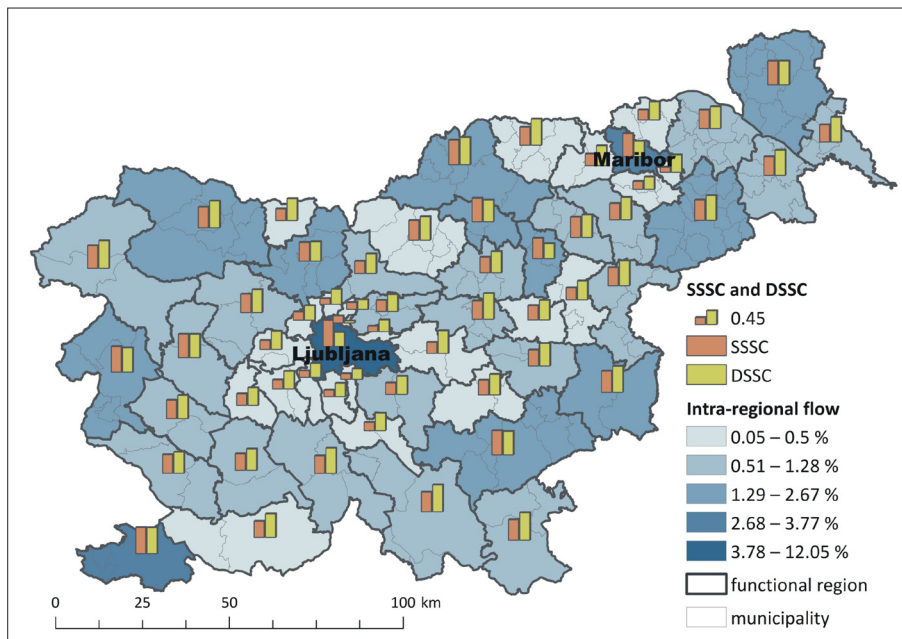 Maribor
Ljubljana
SSSC and DSSC
0.45
SSSC
DSSC
Intra-regional flow
0.05 – 0.5 %
0.51 – 1.28 %
1.29 – 2.67 %
2.68 – 3.77 %
3.78 – 12.05 %
functional region
municipality
0 25 50 100 km